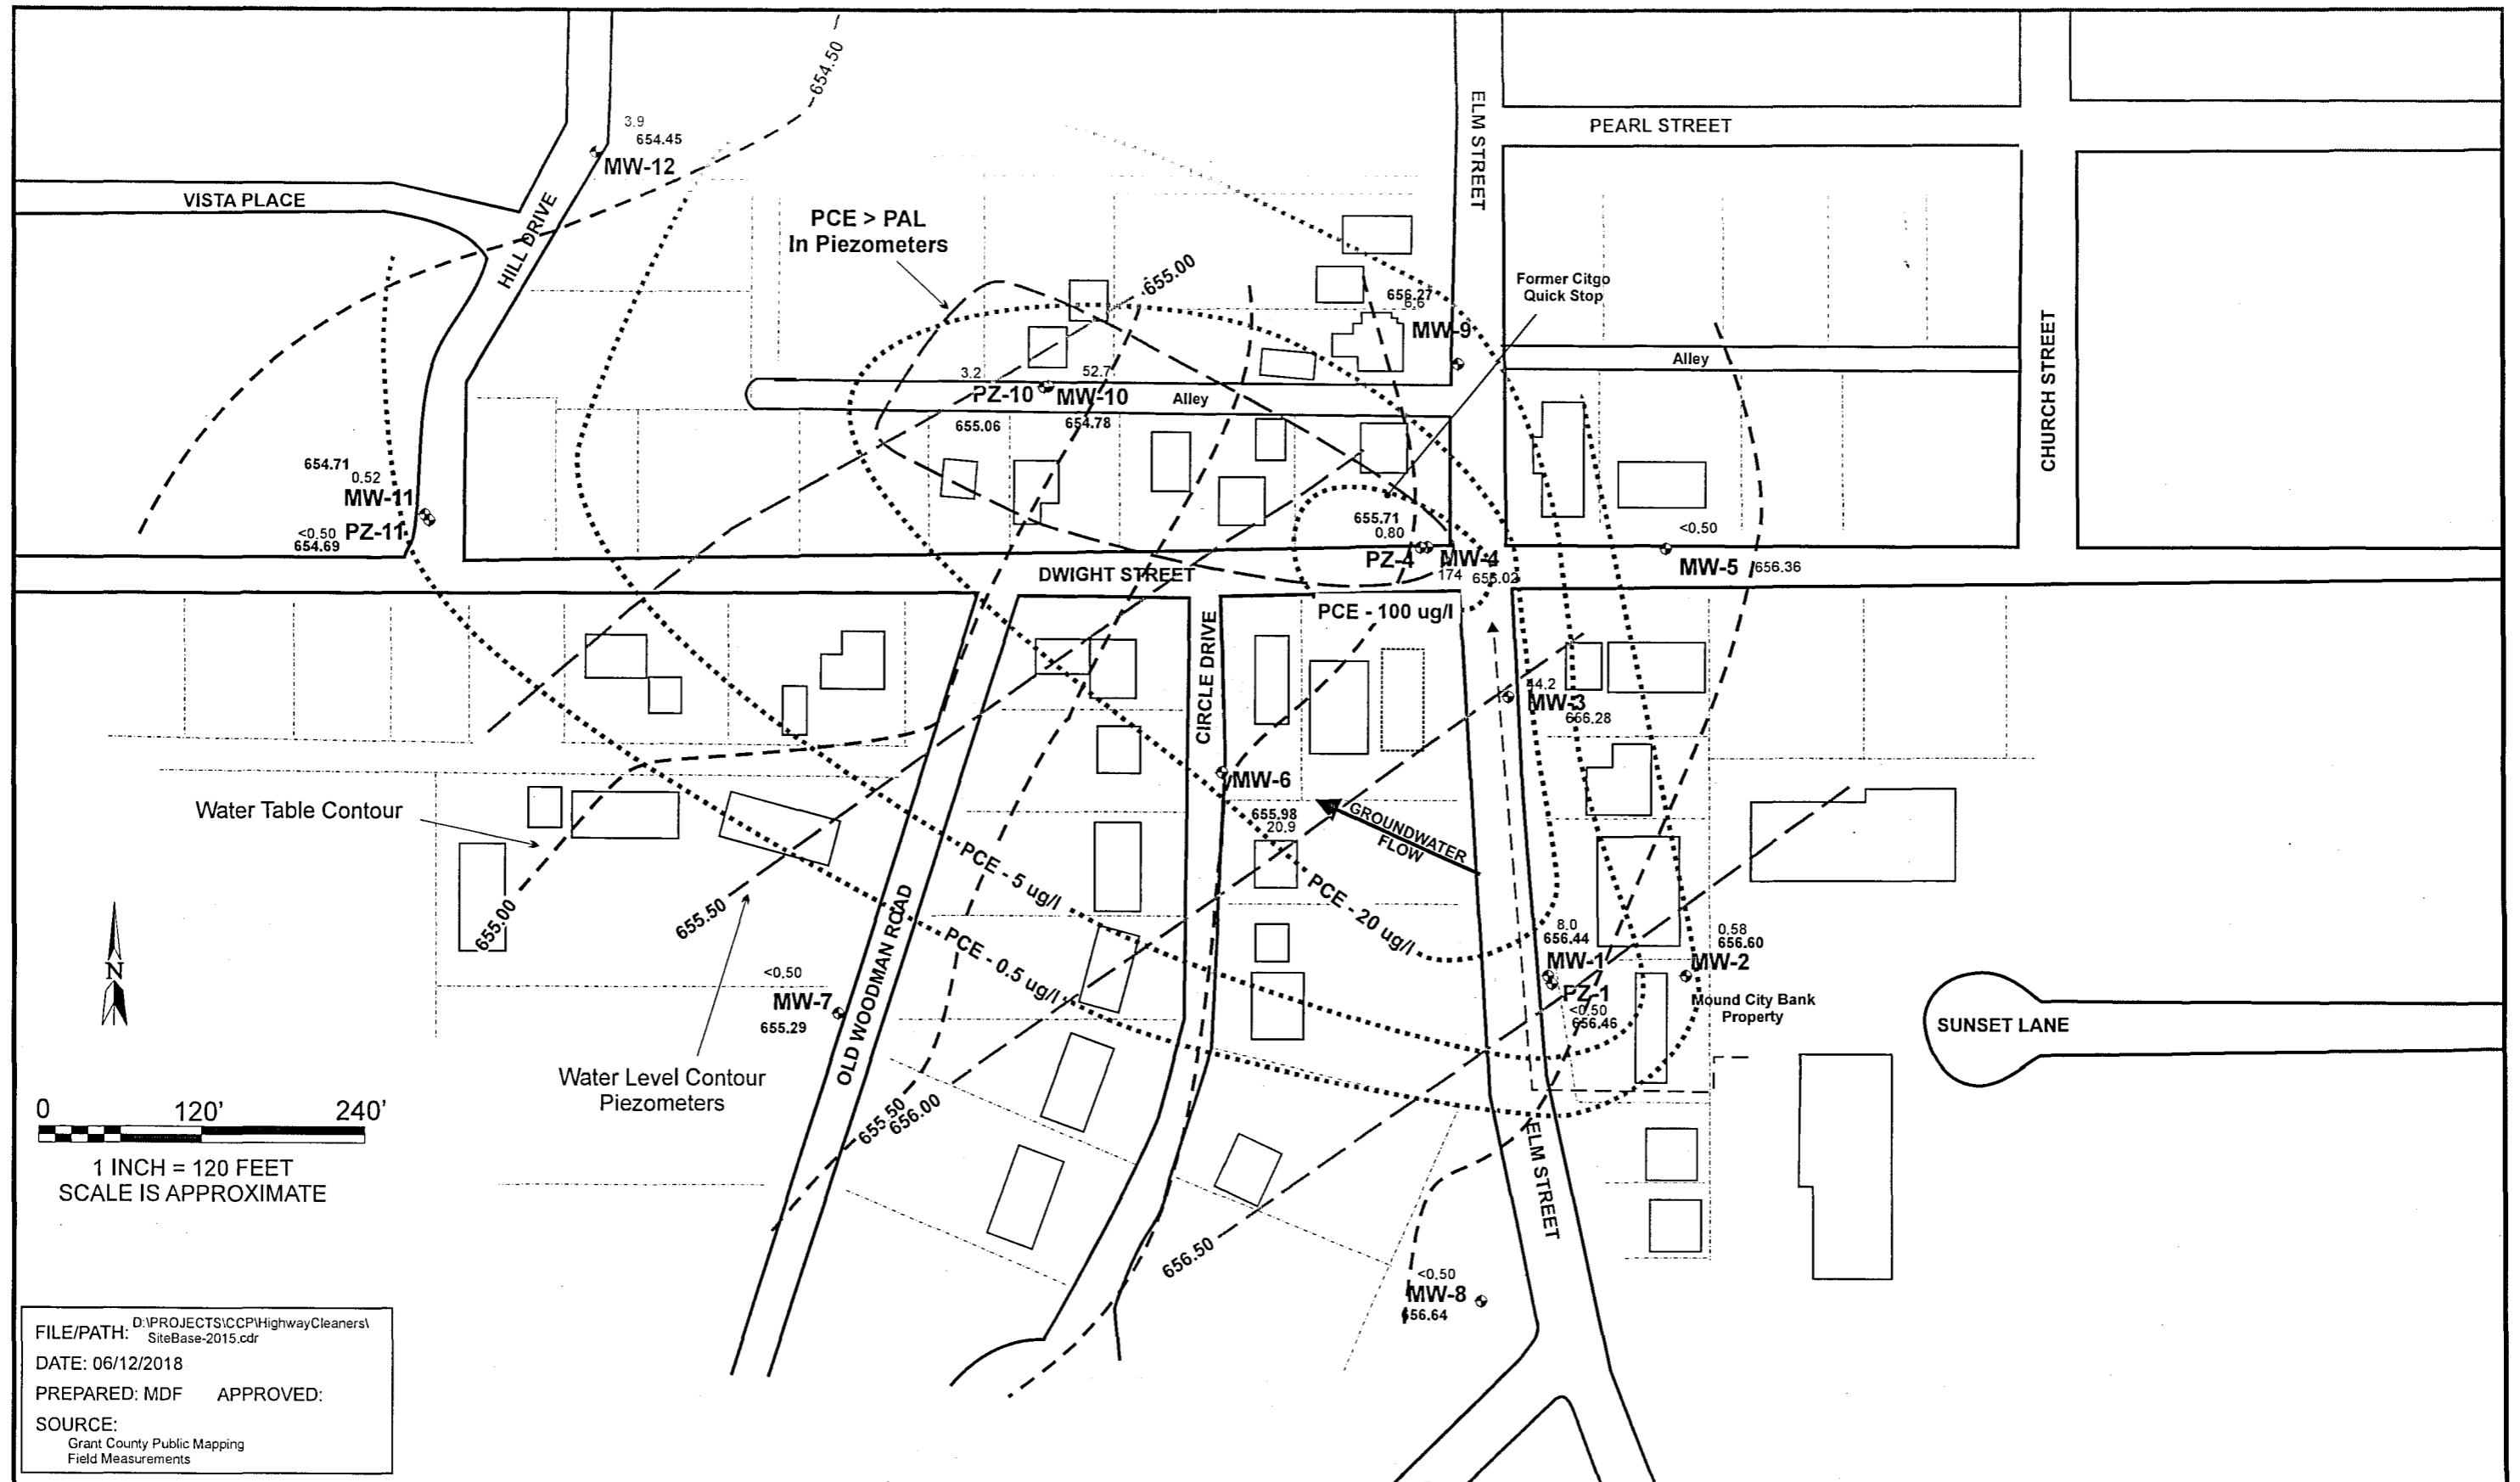 654.50
3.9
654.45
MW-12
ELM STREET
PEARL STREET
VISTA PLACE
HILL DRIVE
PCE > PAL
In Piezometers
655.00
Former Citgo
Quick Stop
656.27
6.6
MW-9
Alley
CHURCH STREET
3.2
52.7
PZ-10
MW-10
Alley
655.06
654.78
654.71
0.52
MW-11
<0.50
PZ-11
654.69
655.71
0.80
PZ-4
MW-4
174
656.02
<0.50
MW-5
656.36
DWIGHT STREET
PCE - 100 ug/l
CIRCLE DRIVE
44.2
MW-3
656.28
MW-6
655.98
20.9
GROUNDWATER
FLOW
Water Table Contour
655.00
655.50
PCE - 5 ug/l
PCE - 20 ug/l
PCE - 0.5 ug/l
OLD WOODMAN ROAD
8.0
656.44
MW-1
PZ-1
<0.50
656.46
0.58
656.60
MW-2
Mound City Bank
Property
SUNSET LANE
N
<0.50
MW-7
655.29
Water Level Contour
Piezometers
655.50
656.00
656.50
ELM STREET
<0.50
MW-8
656.64
0 120' 240'
1 INCH = 120 FEET
SCALE IS APPROXIMATE
FILE/PATH: D:\PROJECTS\CCP\HighwayCleaners\
SiteBase-2015.cdr
DATE: 06/12/2018
PREPARED: MDF APPROVED:
SOURCE:
Grant County Public Mapping
Field Measurements